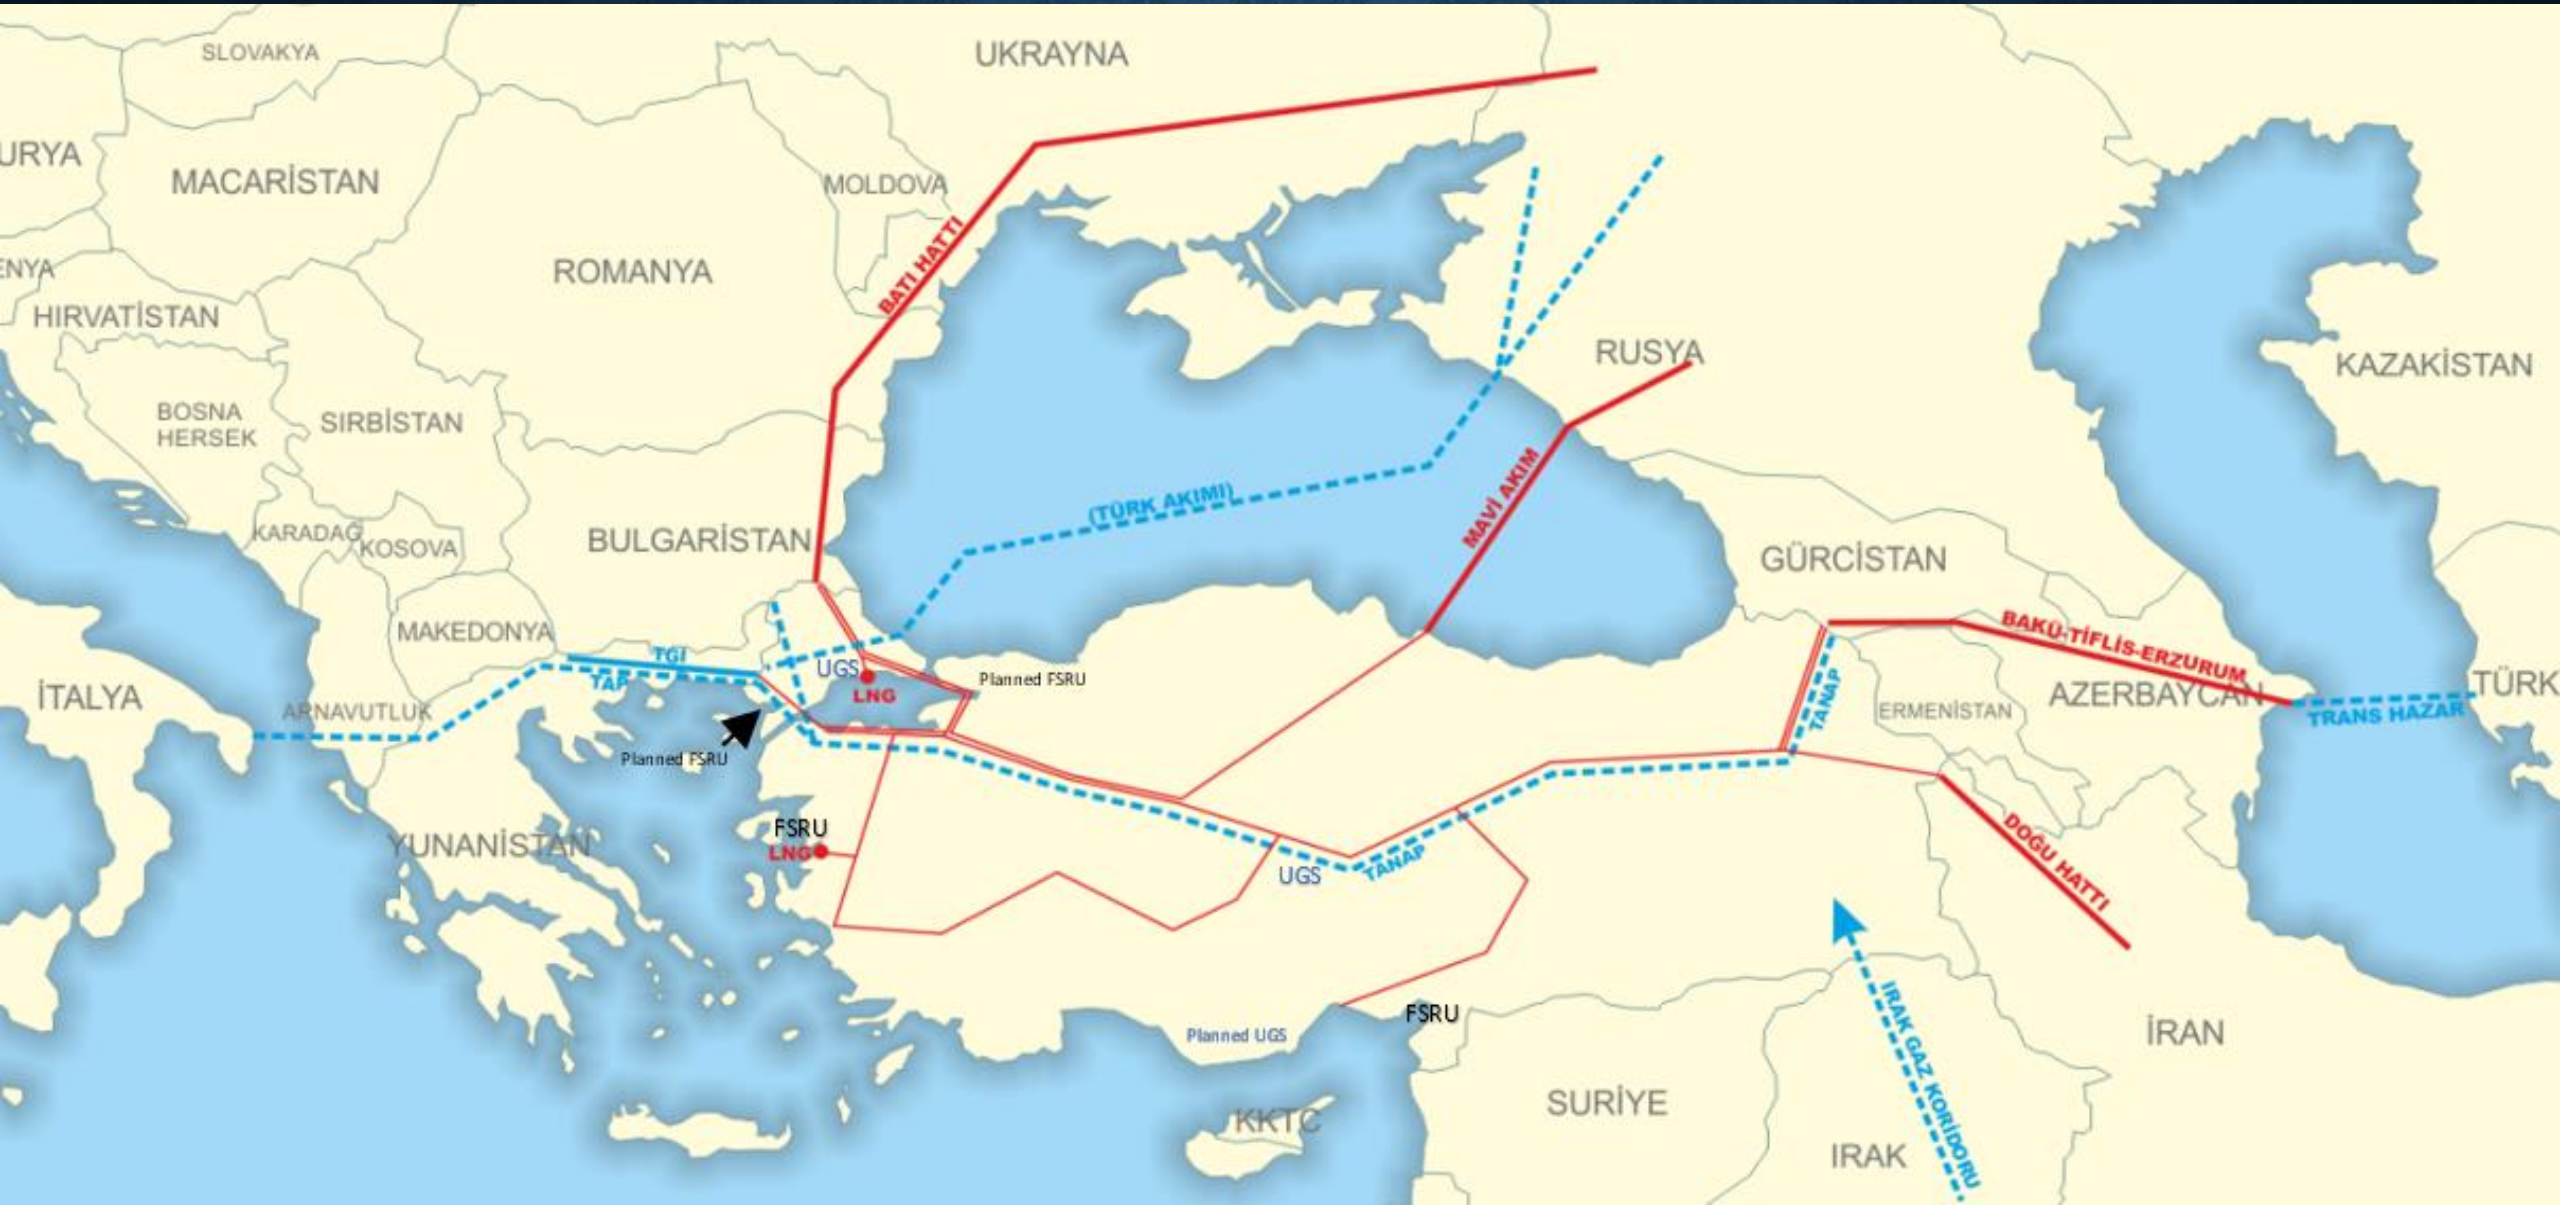 SLOVAKYA
UKRAYNA
URYA
MACARİSTAN
MOLDOVA
ENYA
ROMANYA
BATI HATTI
HIRVATİSTAN
RUSYA
KAZAKİSTAN
BOSNA
HERSEK
SIRBİSTAN
(TÜRK AKIMI)
MAVİ AKIM
KARADAĞ
KOSOVA
BULGARİSTAN
GÜRCİSTAN
MAKEDONYA
BAKÜ-TİFLİS-ERZURUM
TGI
TAP
UGS
LNG
Planned FSRU
İTALYA
ARNAVUTLUK
TANAP
ERMENİSTAN
AZERBAYCAN
TÜRK
TRANS HAZAR
Planned FSRU
YUNANİSTAN
FSRU
LNG
UGS
TANAP
DOĞU HATTI
Planned UGS
FSRU
IRAK GAZ KORİDORU
İRAN
KKTC
SURİYE
IRAK